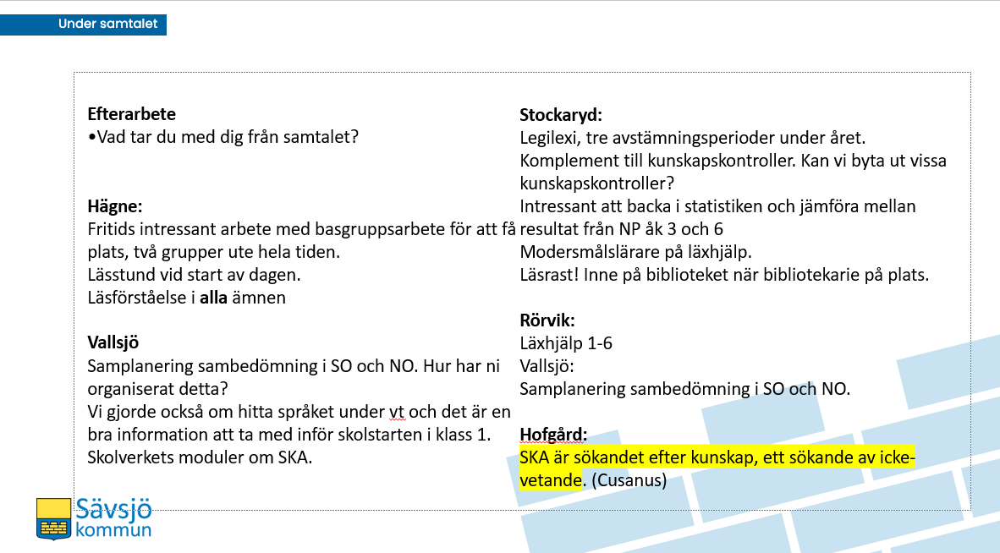 Under samtalet
Efterarbete
•Vad tar du med dig från samtalet?
Hägne:
Fritids intressant arbete med basgruppsarbete för att få
plats, två grupper ute hela tiden.
Lässtund vid start av dagen.
Läsförståelse i alla ämnen
Vallsjö
Samplanering sambedömning i SO och NO. Hur har ni
organiserat detta?
Vi gjorde också om hitta språket under vt och det är en
bra information att ta med inför skolstarten i klass 1.
Skolverkets moduler om SKA.
Stockaryd:
Legilexi, tre avstämningsperioder under året.
Komplement till kunskapskontroller. Kan vi byta ut vissa
kunskapskontroller?
Intressant att backa i statistiken och jämföra mellan
resultat från NP åk 3 och 6
Modersmålslärare på läxhjälp.
Läsrast! Inne på biblioteket när bibliotekarie på plats.
Rörvik:
Läxhjälp 1-6
Vallsjö:
Samplanering sambedömning i SO och NO.
Hofgård:
SKA är sökandet efter kunskap, ett sökande av icke-
vetande. (Cusanus)
Sävsjö
kommun